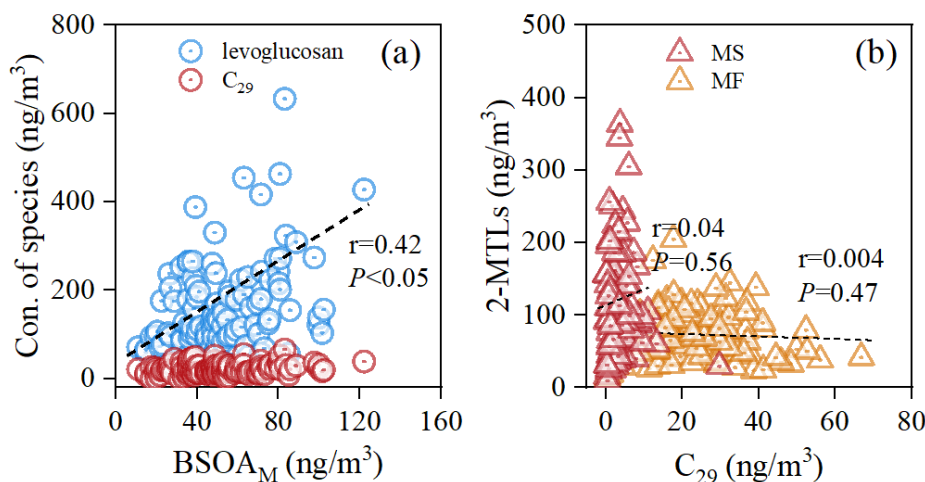 800
600
400
200
0
0
40
80
120
160
Con. of species (ng/m³)
BSOA_M (ng/m³)
levoglucosan
C₂₉
(a)
r=0.42
P<0.05
500
400
300
200
100
0
0
20
40
60
80
2-MTLs (ng/m³)
C₂₉ (ng/m³)
MS
MF
(b)
r=0.04
P=0.56
r=0.004
P=0.47